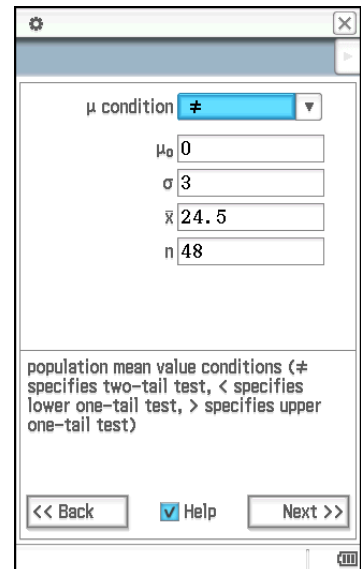 μ condition ≠
μ₀ 0
σ 3
x̄ 24.5
n 48
population mean value conditions (≠
specifies two-tail test, < specifies
lower one-tail test, > specifies upper
one-tail test)
<< Back Help Next >>